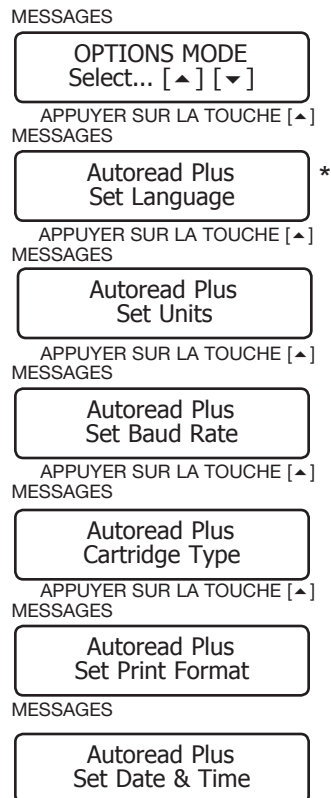 MESSAGES
OPTIONS MODE
Select... [▲] [▼]
APPUYER SUR LA TOUCHE [▲]
MESSAGES
Autoread Plus *
Set Language
APPUYER SUR LA TOUCHE [▲]
MESSAGES
Autoread Plus
Set Units
APPUYER SUR LA TOUCHE [▲]
MESSAGES
Autoread Plus
Set Baud Rate
APPUYER SUR LA TOUCHE [▲]
MESSAGES
Autoread Plus
Cartridge Type
APPUYER SUR LA TOUCHE [▲]
MESSAGES
Autoread Plus
Set Print Format
MESSAGES
Autoread Plus
Set Date & Time